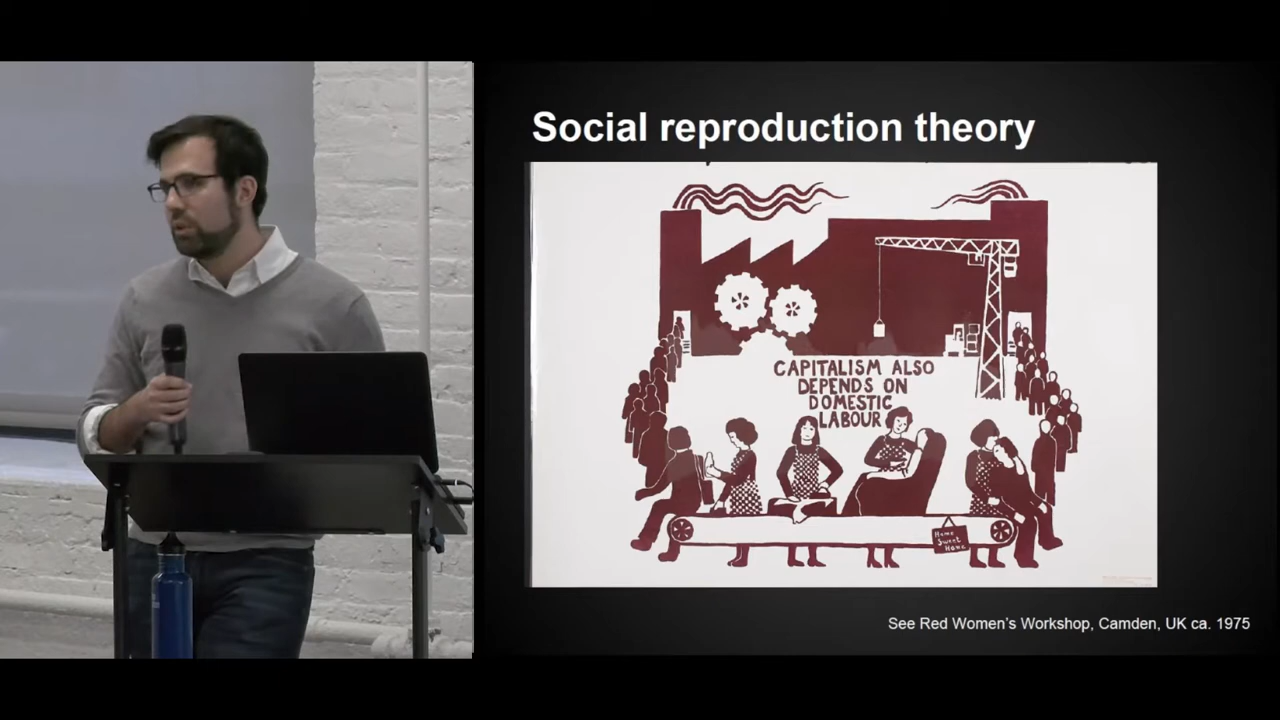 Social reproduction theory
CAPITALISM ALSO
DEPENDS ON
DOMESTIC
LABOUR
Home
Sweet
Home
See Red Women's Workshop, Camden, UK ca. 1975